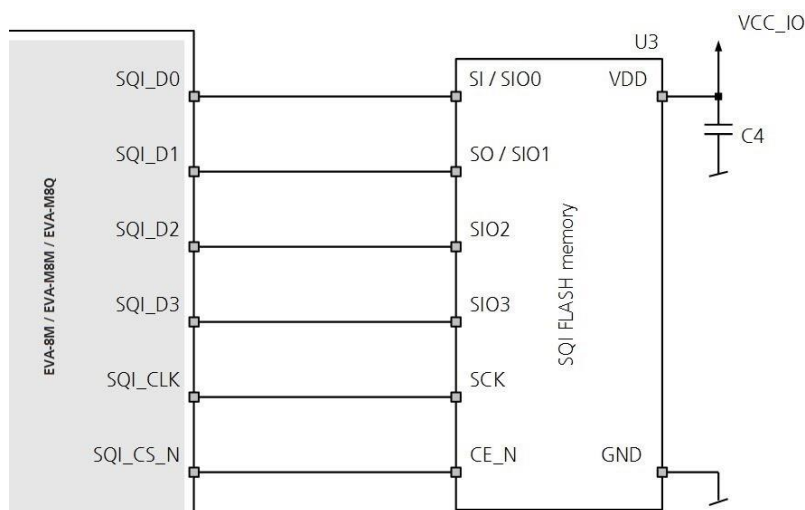 VCC_IO
U3
SQI_D0
SI / SIO0
VDD
C4
SQI_D1
SO / SIO1
SQI_D2
SIO2
SQI_D3
SIO3
SQI_CLK
SCK
SQI_CS_N
CE_N
GND
EVA-8M / EVA-M8M / EVA-M8Q
SQI FLASH memory